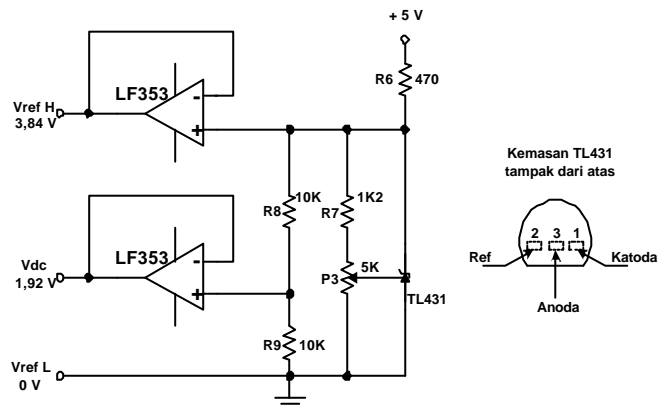 + 5 V
R6 470
LF353
-
+
Vref H
3,84 V
10K
R8
1K2
R7
LF353
-
+
Vdc
1,92 V
5K
P3
TL431
R9 10K
Vref L
0 V
Kemasan TL431
tampak dari atas
2 3 1
Ref
Katoda
Anoda